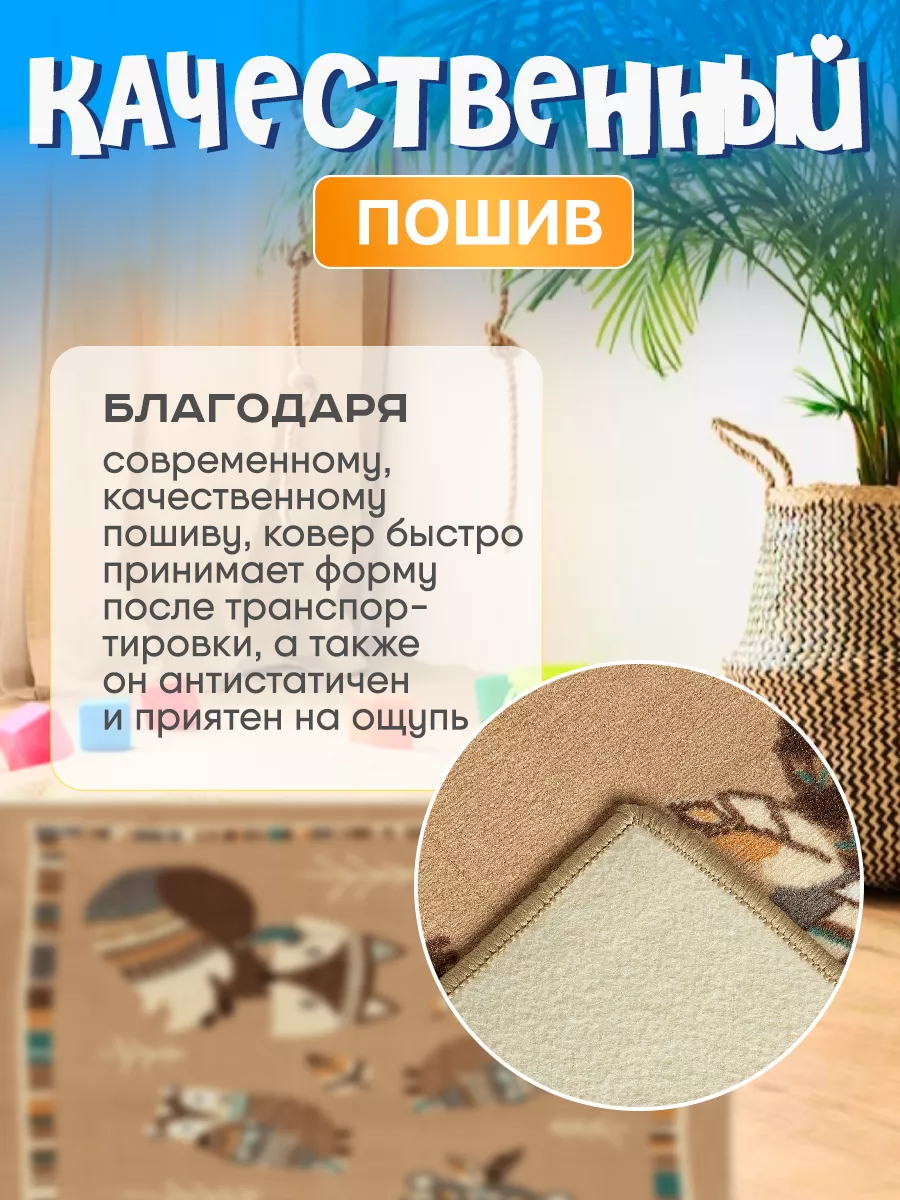 КАЧЕСТВЕННЫЙ
ПОШИВ
БЛАГОДАРЯ
современному,
качественному
пошиву, ковер быстро
принимает форму
после транспор-
тировки, а также
он антистатичен
и приятен на ощупь